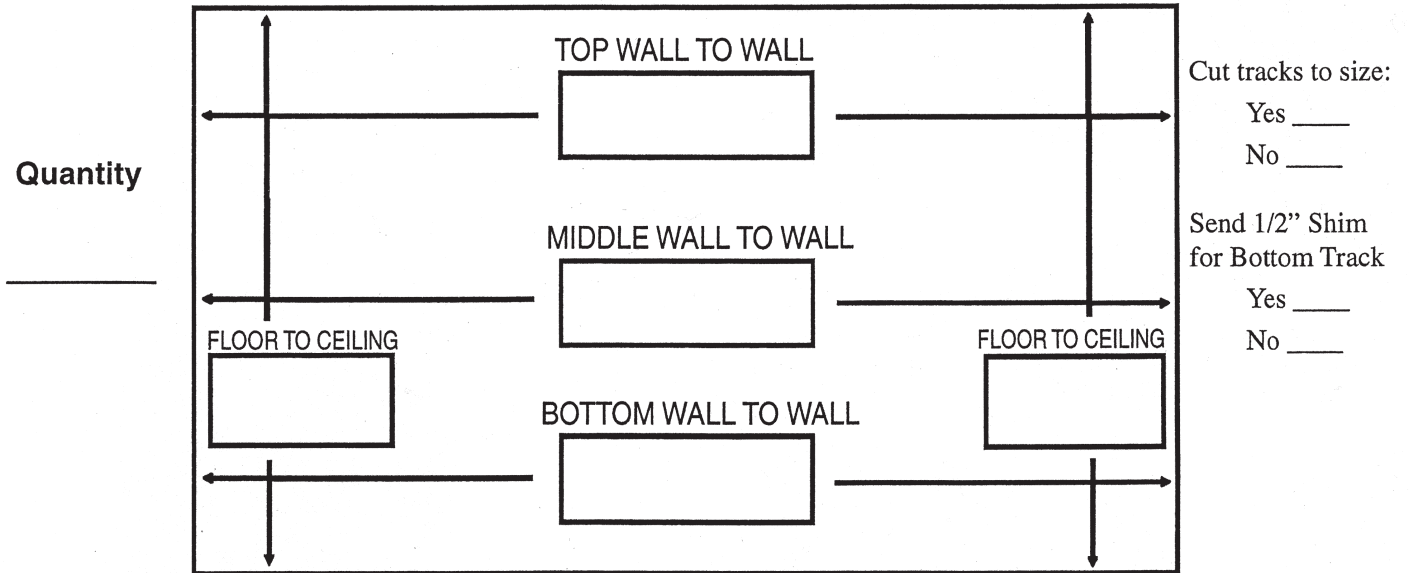 Quantity
TOP WALL TO WALL
MIDDLE WALL TO WALL
FLOOR TO CEILING
FLOOR TO CEILING
BOTTOM WALL TO WALL
Cut tracks to size:
Yes ____
No ____
Send 1/2” Shim
for Bottom Track
Yes ____
No ____